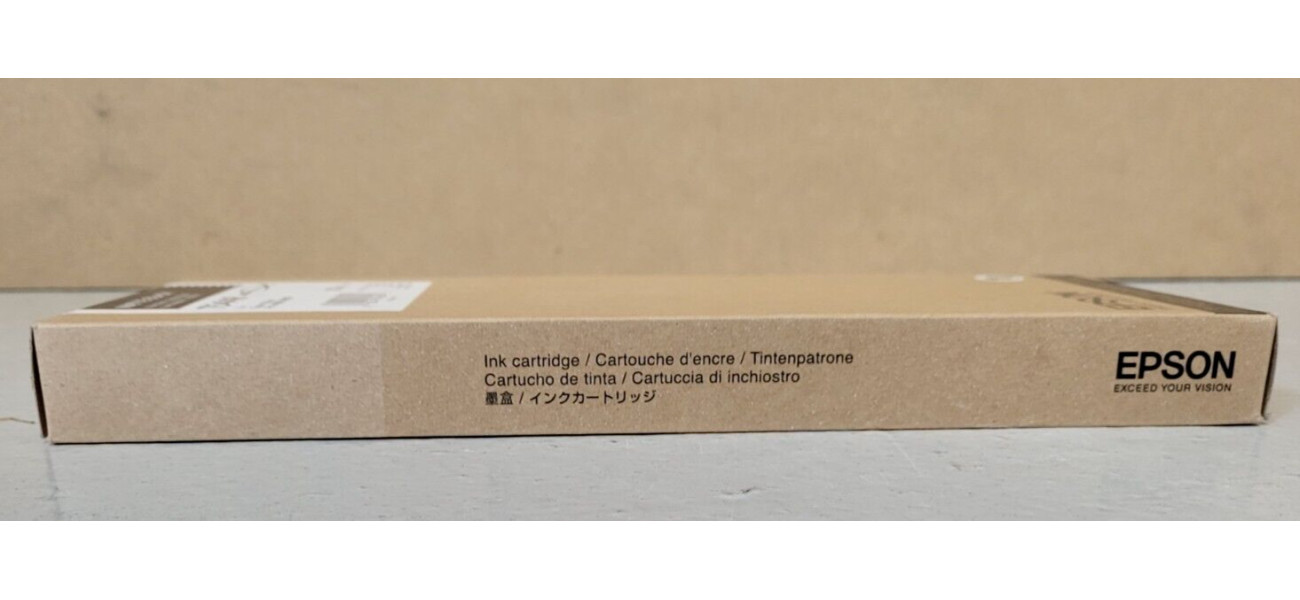 Ink cartridge / Cartouche d'encre / Tintenpatrone
Cartucho de tinta / Cartuccia di inchiostro
墨盒 / インクカートリッジ
EPSON
EXCEED YOUR VISION